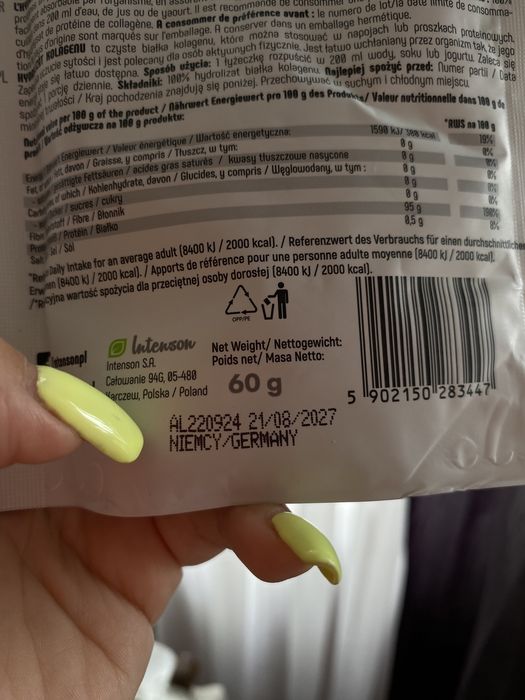 facile 200 ml d'eau, de jus ou de yaourt. Il est recommandé de consommer
A conserver de préférence avant : le numero de lot/la date limite de consomma-
d'origine sont marqués sur l'emballage. A conserver dans un emballage hermétique.
KOLAGENU to czyste białka kolagenu, które można stosować w napojach lub proszkach proteinowych.
sytości i jest polecany dla osób aktywnych fizycznie. Jest łatwo wchłaniany przez organizm tak, że jego
się łatwo dostępna. Sposób użycia: 1 łyżeczkę rozpuścić w 200 ml wody, soku lub jogurtu. Zaleca się
porcję dziennie. Składniki: 100% hydrolizat białka kolagenu. Najlepiej spożyć przed: Numer partii / Data
trwałości / Kraj pochodzenia znajdują się poniżej. Przechowywać w suchym i chłodnym miejscu.
value per 100 g of the product / Nährwert Energiewert pro 100 g des Produkts/ Valeur nutritionnelle dans 100 g de
odżywcza na 100 g produktu:
*RWS na 100 g
Energiewert / Valeur énergétique / Wartość energetyczna: 1590 kJ/ 380 kcal 19%
Fett, davon / Graisse, y compris / Tłuszcz, w tym: 0 g 0%
gesättigte Fettsäuren / acides gras saturés / kwasy tłuszczowe nasycone 0 g 0%
of which / Kohlenhydrate, davon / Glucides, y compris / Węglowodany, w tym : 0 g 0%
/ sucres / cukry 0 g 0%
/ Fibre / Błonnik 0 g
/ Protein / Białko 95 g 190%
Sel / Sól 0,5 g 0%
Daily Intake for an average adult (8400 kJ / 2000 kcal). / Referenzwert des Verbrauchs für einen durchschnittlichen
(8400 kJ / 2000 kcal). / Apports de référence pour une personne adulte moyenne (8400 kJ / 2000 kcal).
wartość spożycia dla przeciętnej osoby dorosłej (8400 kJ / 2000 kcal).
OPP/PE
Intenson
Intenson S.A.
Całowanie 94G, 05-480
Karczew, Polska / Poland
Net Weight/ Nettogewicht:
Poids net/ Masa Netto:
60 g
5 902150 283447
AL220924 21/08/2027
NIEMCY/GERMANY